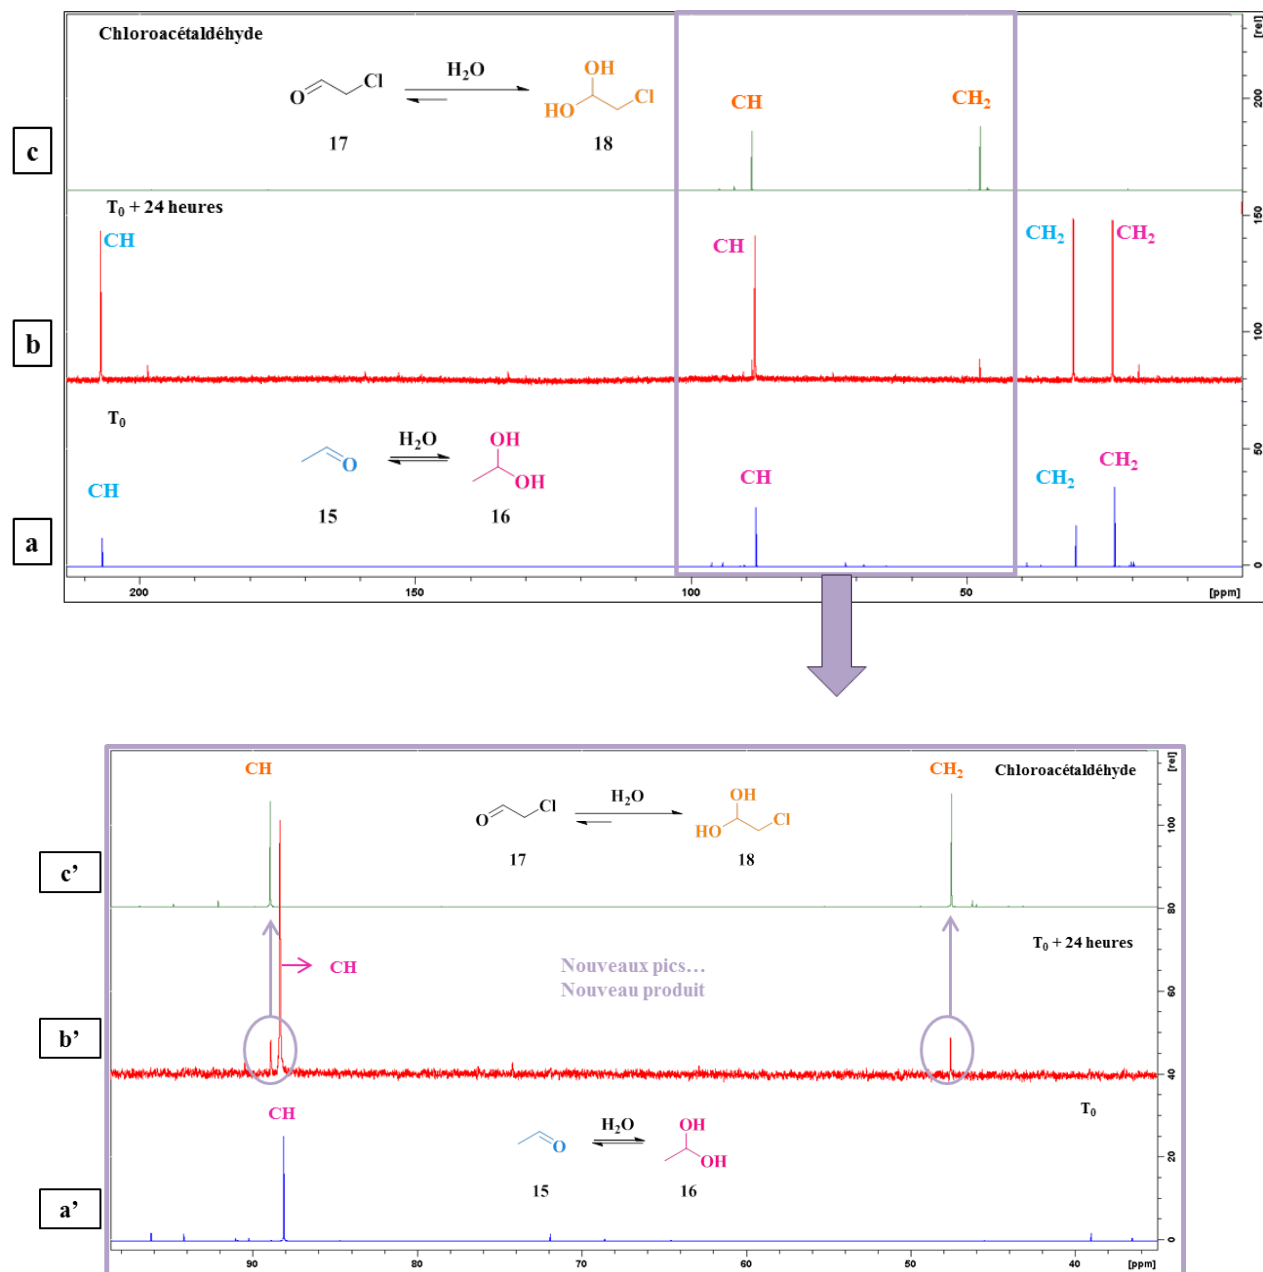 Chloroacétaldéhyde
[rel]
O
Cl
H₂O
OH
HO
Cl
17
18
CH
CH₂
200
c
T₀ + 24 heures
150
CH
CH
CH₂
CH₂
b
100
T₀
50
O
H₂O
OH
OH
15
16
CH
CH
CH₂
CH₂
a
0
200
150
100
50
[ppm]
CH
CH₂
Chloroacétaldéhyde
[rel]
O
Cl
H₂O
OH
HO
Cl
17
18
100
c'
80
T₀ + 24 heures
CH
Nouveaux pics…
Nouveau produit
60
b'
40
CH
T₀
O
H₂O
OH
OH
15
16
20
a'
0
90
80
70
60
50
40
[ppm]